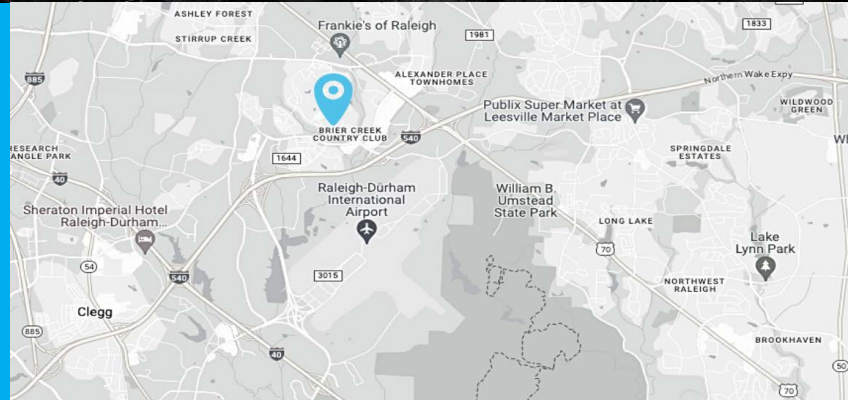 ASHLEY FOREST
Frankie's of Raleigh
1833
STIRRUP CREEK
1981
885
ALEXANDER PLACE
TOWNHOMES
Northern Wake Expy
Publix Super Market at
Leesville Market Place
WILDWOOD
GREEN
BRIER CREEK
COUNTRY CLUB
540
RESEARCH
ANGLE PARK
1644
SPRINGDALE
ESTATES
40
Raleigh-Durham
International
Airport
William B.
Umstead
State Park
Sheraton Imperial Hotel
Raleigh-Durham...
LONG LAKE
Lake
Lynn Park
70
54
540
3015
NORTHWEST
RALEIGH
Clegg
885
40
BROOKHAVEN
50
70